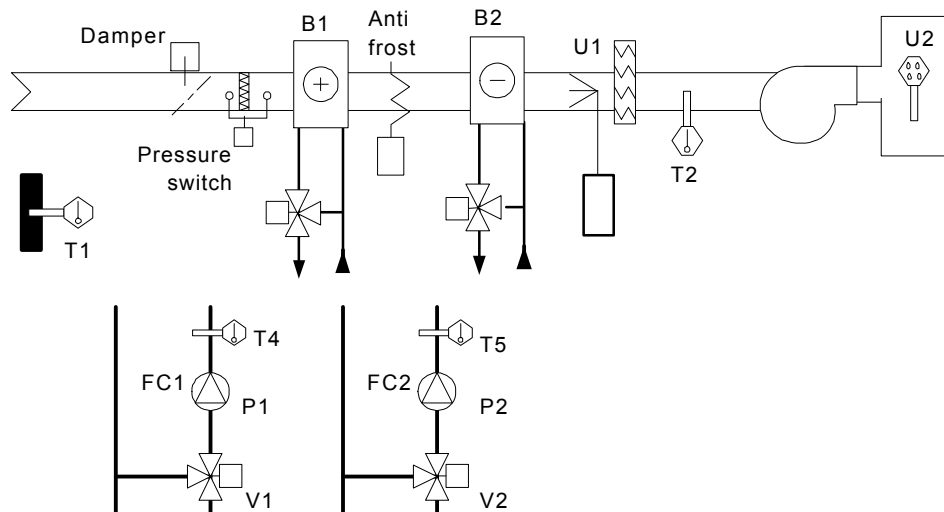 Damper
B1
Anti
frost
B2
U1
U2
+
−
Pressure
switch
T2
T1
T4
T5
FC1
P1
FC2
P2
V1
V2